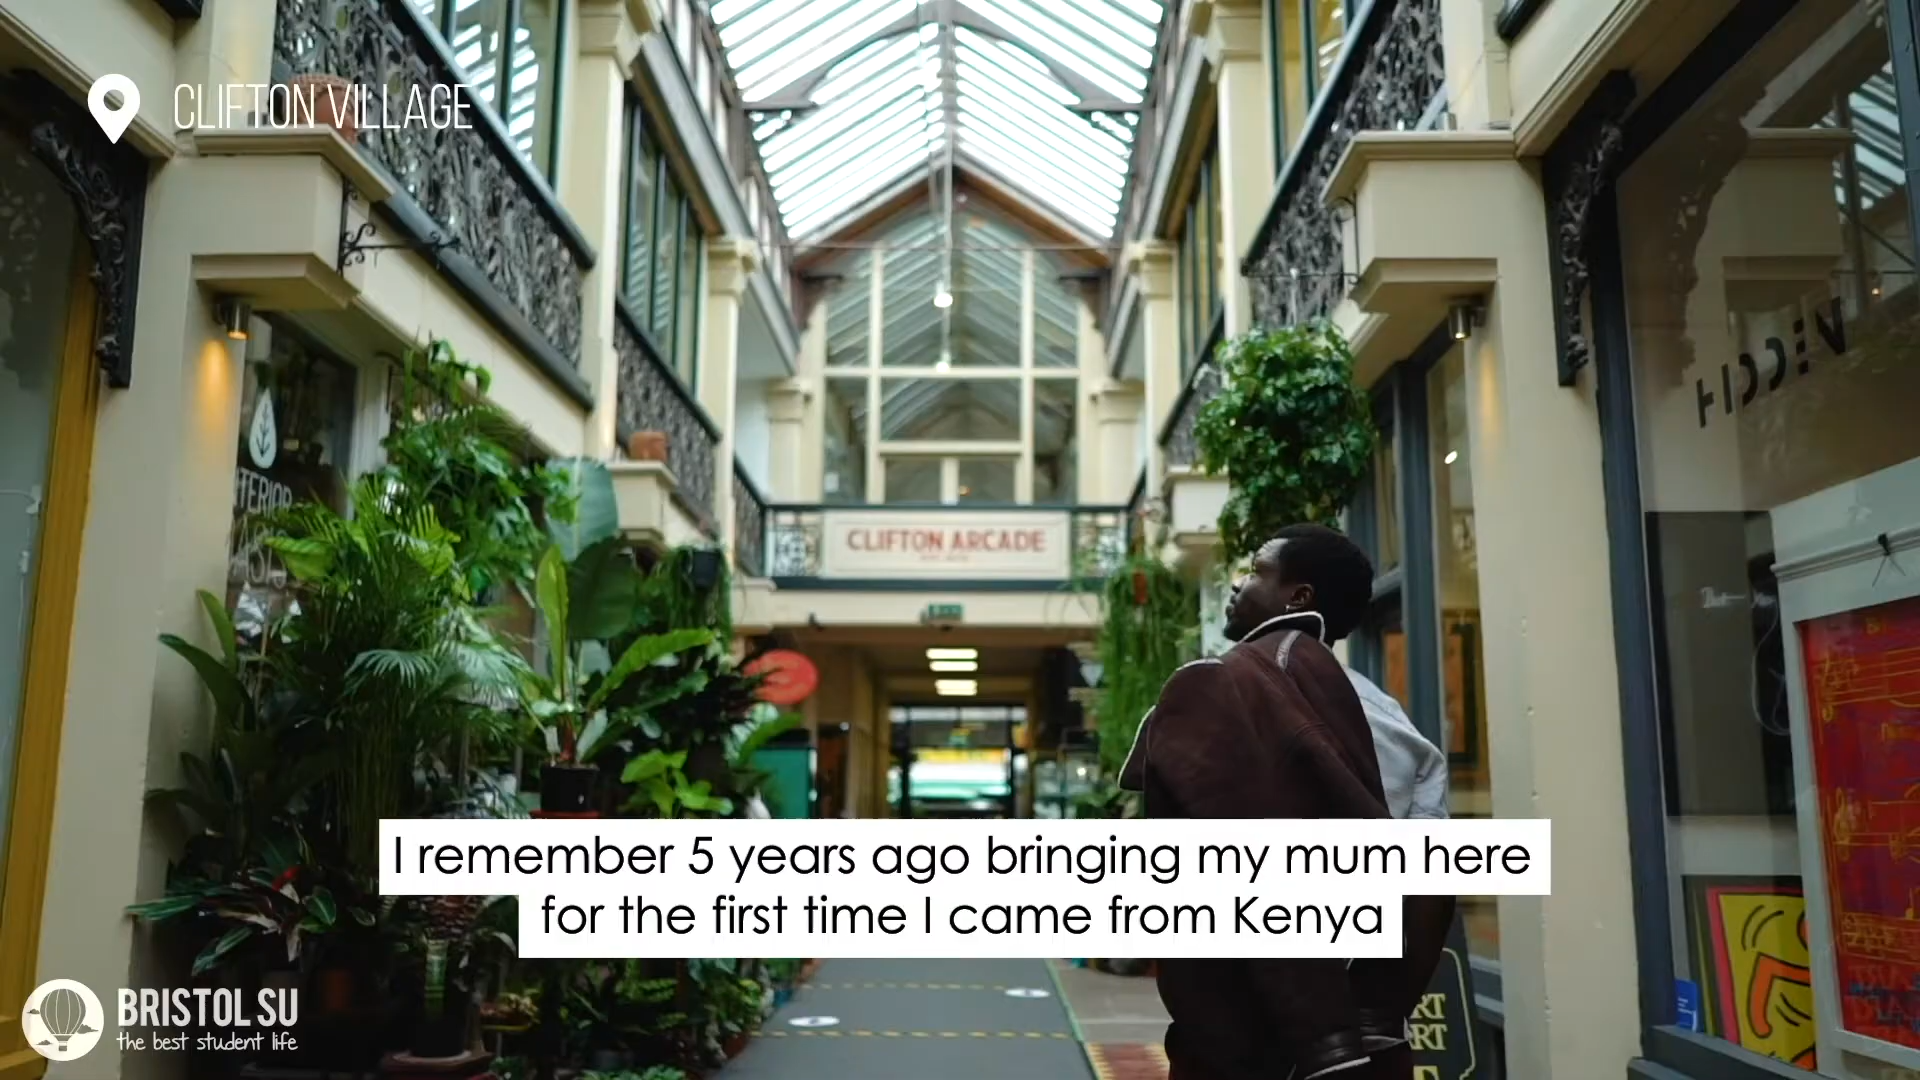 CLIFTON VILLAGE
CLIFTON ARCADE
I remember 5 years ago bringing my mum here
for the first time I came from Kenya
BRISTOL SU
the best student life